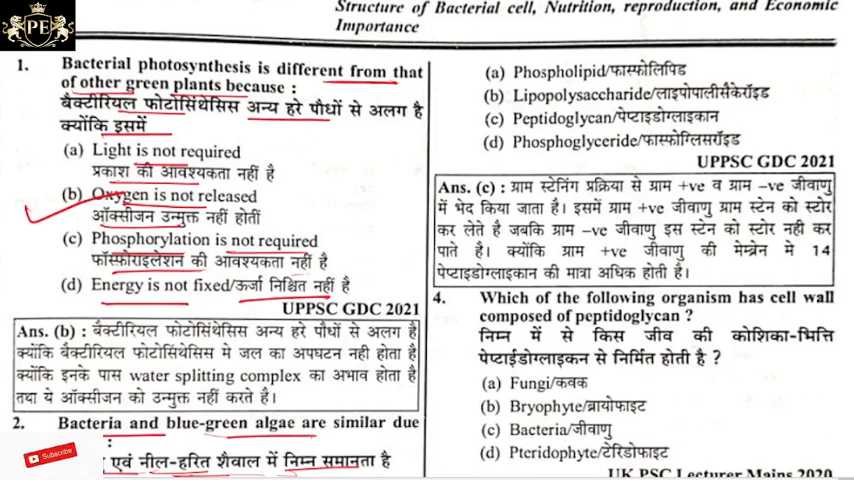 PE
Structure of Bacterial cell, Nutrition, reproduction, and Economic
Importance
1. Bacterial photosynthesis is different from that
of other green plants because :
बैक्टीरियल फोटोसिंथेसिस अन्य हरे पौधों से अलग है
क्योंकि इसमें
(a) Light is not required
प्रकाश की आवश्यकता नहीं है
(b) Oxygen is not released
ऑक्सीजन उन्मुक्त नहीं होतीं
(c) Phosphorylation is not required
फॉस्फोराइलेशन की आवश्यकता नहीं है
(d) Energy is not fixed/ऊर्जा निश्चित नहीं है
UPPSC GDC 2021
Ans. (b) : बैक्टीरियल फोटोसिंथेसिस अन्य हरे पौधों से अलग है
क्योंकि बैक्टीरियल फोटोसिंथेसिस मे जल का अपघटन नही होता है
क्योंकि इनके पास water splitting complex का अभाव होता है
तथा ये ऑक्सीजन को उन्मुक्त नहीं करते है।
2. Bacteria and blue-green algae are similar due
:
एवं नील-हरित शैवाल में निम्न समानता है
Subscribe
(a) Phospholipid/फास्फोलिपिड
(b) Lipopolysaccharide/लाइपोपालीसैकेरॉइड
(c) Peptidoglycan/पेप्टाइडोग्लाइकान
(d) Phosphoglyceride/फास्फोग्लिसरॉइड
UPPSC GDC 2021
Ans. (c) : ग्राम स्टेनिंग प्रक्रिया से ग्राम +ve व ग्राम –ve जीवाणु
में भेद किया जाता है। इसमें ग्राम +ve जीवाणु ग्राम स्टेन को स्टोर
कर लेते है जबकि ग्राम –ve जीवाणु इस स्टेन को स्टोर नही कर
पाते है। क्योंकि ग्राम +ve जीवाणु की मेम्ब्रेन मे 14
पेप्टाइडोग्लाइकान की मात्रा अधिक होती है।
4. Which of the following organism has cell wall
composed of peptidoglycan ?
निम्न में से किस जीव की कोशिका-भित्ति
पेप्टाईडोग्लाइकन से निर्मित होती है ?
(a) Fungi/कवक
(b) Bryophyte/ब्रायोफाइट
(c) Bacteria/जीवाणु
(d) Pteridophyte/टेरिडोफाइट
UK PSC Lecturer Mains 2020